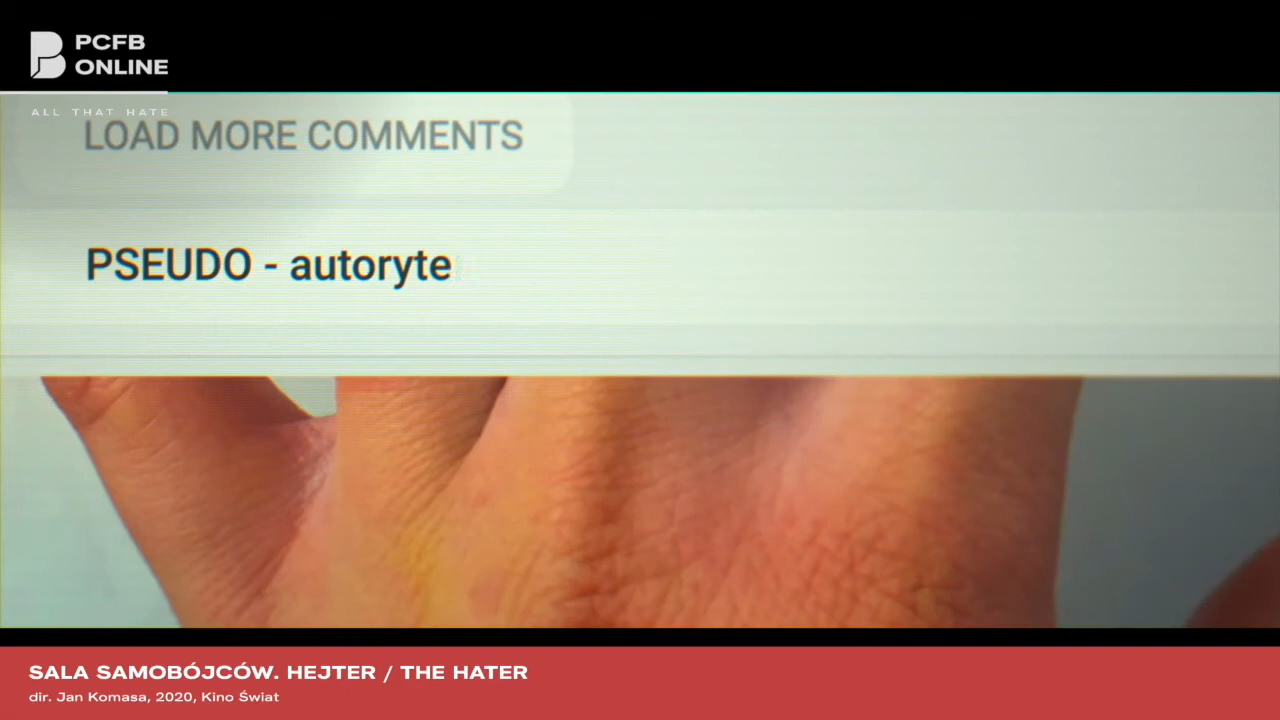 PCFB
ONLINE
ALL THAT HATE
LOAD MORE COMMENTS
PSEUDO - autoryte
SALA SAMOBÓJCÓW. HEJTER / THE HATER
dir. Jan Komasa, 2020, Kino Świat